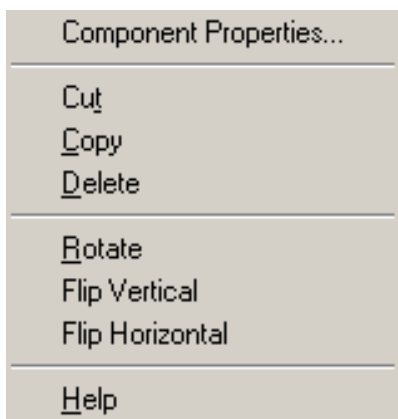 Component Properties...
Cut
Copy
Delete
Rotate
Flip Vertical
Flip Horizontal
Help